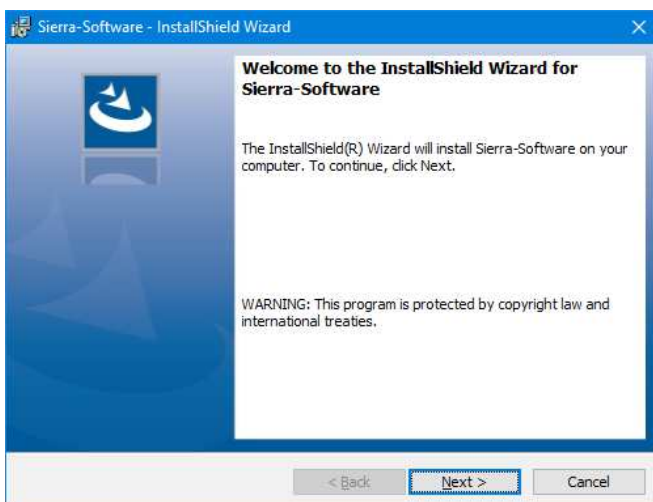 Sierra-Software - InstallShield Wizard
Welcome to the InstallShield Wizard for
Sierra-Software
The InstallShield(R) Wizard will install Sierra-Software on your
computer. To continue, click Next.
WARNING: This program is protected by copyright law and
international treaties.
< Back
Next >
Cancel